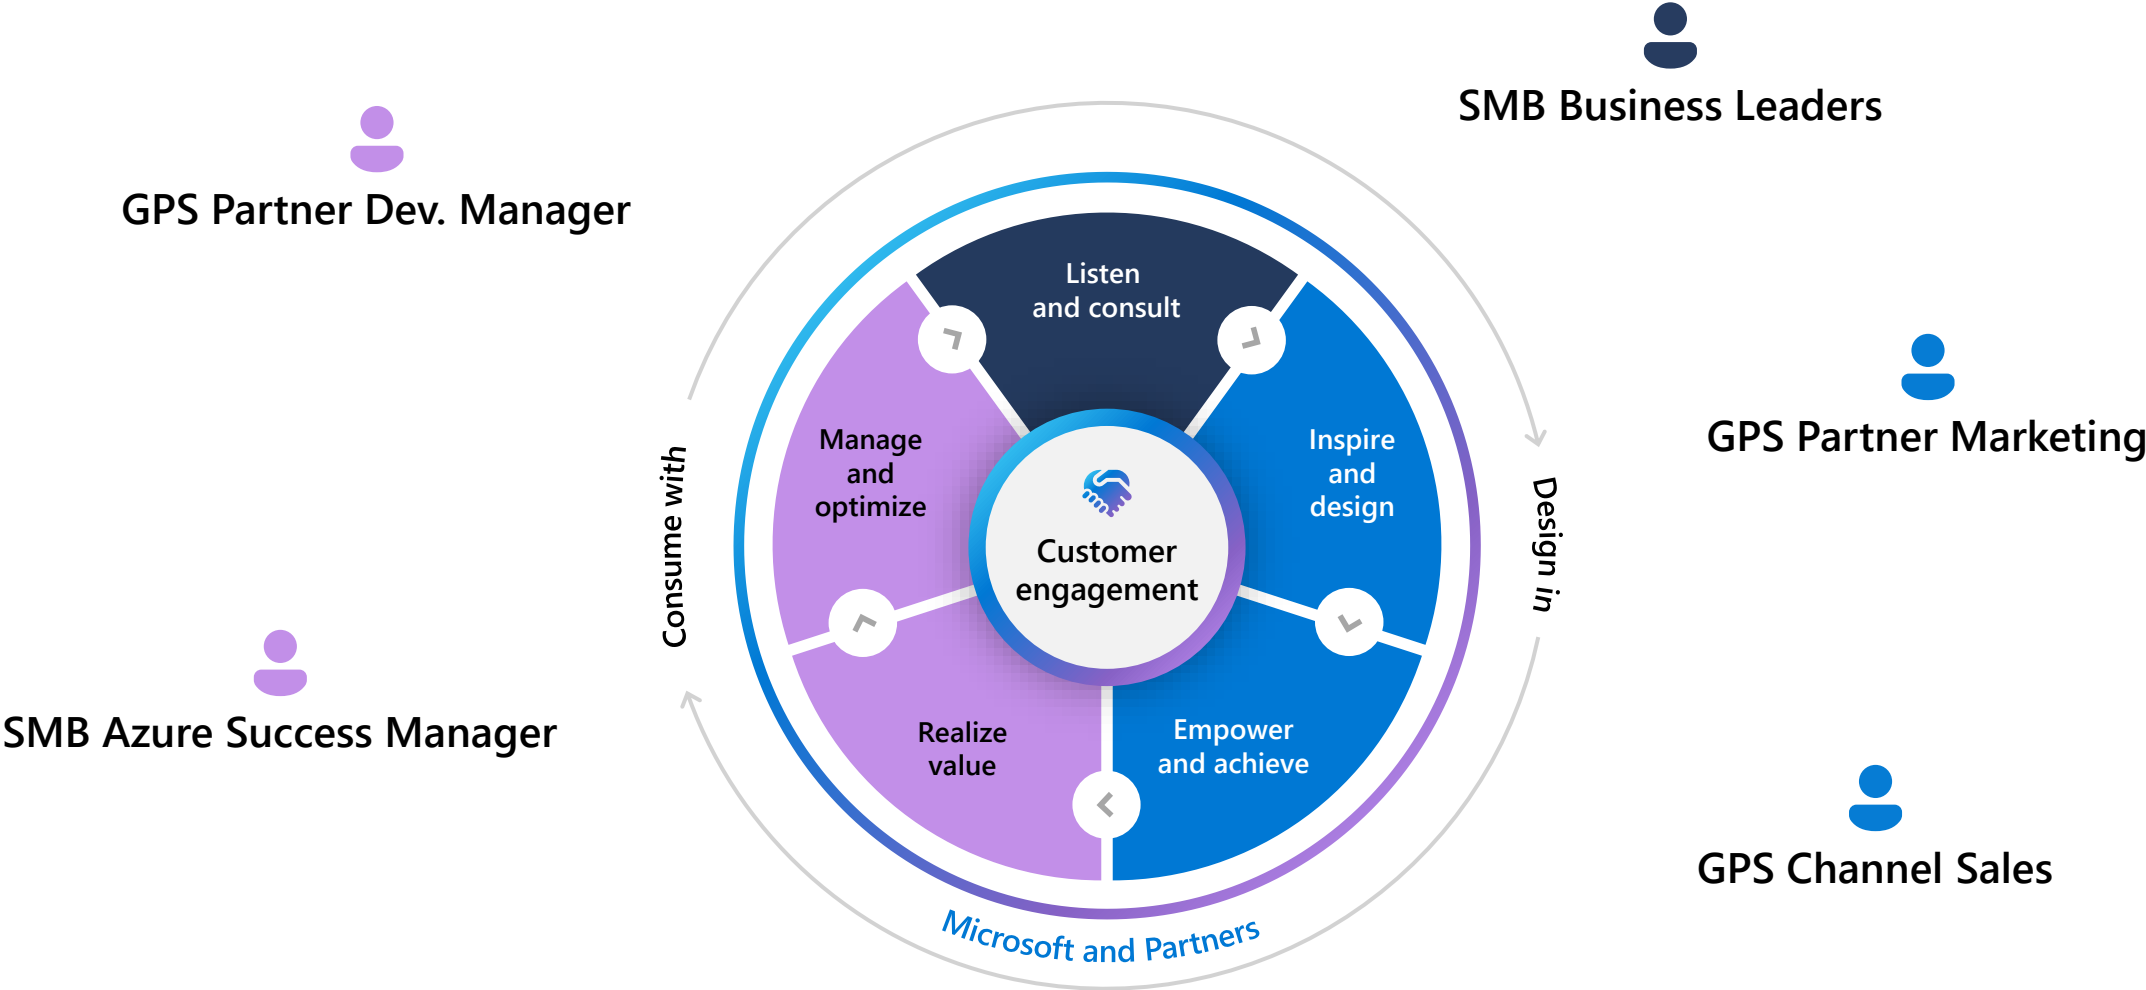 SMB Business Leaders
GPS Partner Dev. Manager
Listen
and consult
Manage
and
optimize
Inspire
and
design
GPS Partner Marketing
Consume with
Design in
Customer
engagement
SMB Azure Success Manager
Realize
value
Empower
and achieve
GPS Channel Sales
Microsoft and Partners